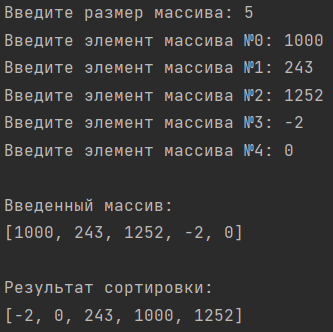 Введите размер массива: 5
Введите элемент массива №0: 1000
Введите элемент массива №1: 243
Введите элемент массива №2: 1252
Введите элемент массива №3: -2
Введите элемент массива №4: 0
Введенный массив:
[1000, 243, 1252, -2, 0]
Результат сортировки:
[-2, 0, 243, 1000, 1252]